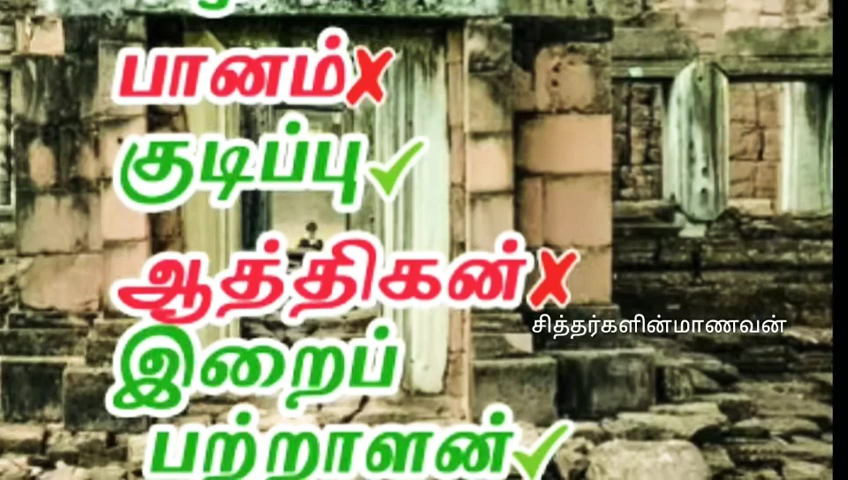 பானம்❌
குடிப்பு✓
ஆத்திகன்❌
சித்தர்களின்மாணவன்
இறைப்
பற்றாளன்✓